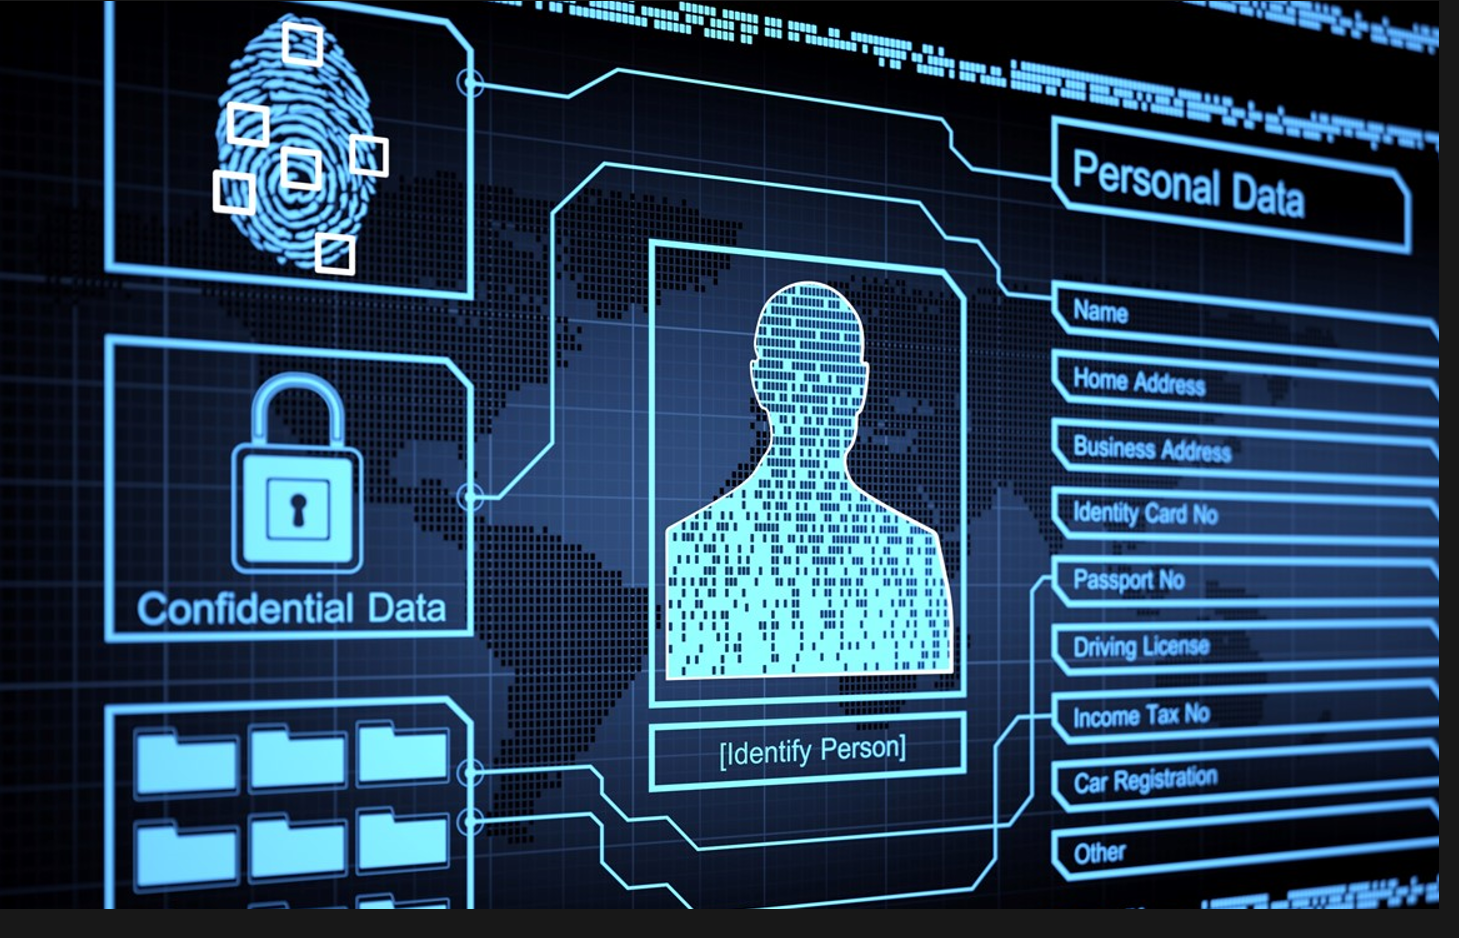 Confidential Data
[Identify Person]
Personal Data
Name
Home Address
Business Address
Identity Card No
Passport No
Driving License
Income Tax No
Car Registration
Other